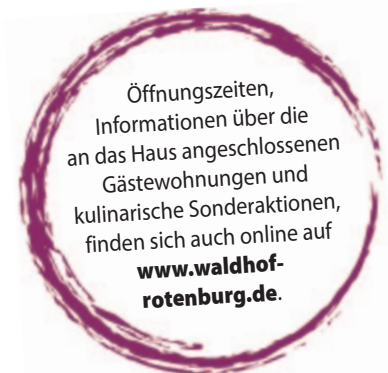 Öffnungszeiten,
Informationen über die
an das Haus angeschlossenen
Gästewohnungen und
kulinarische Sonderaktionen,
finden sich auch online auf
www.waldhof-
rotenburg.de.